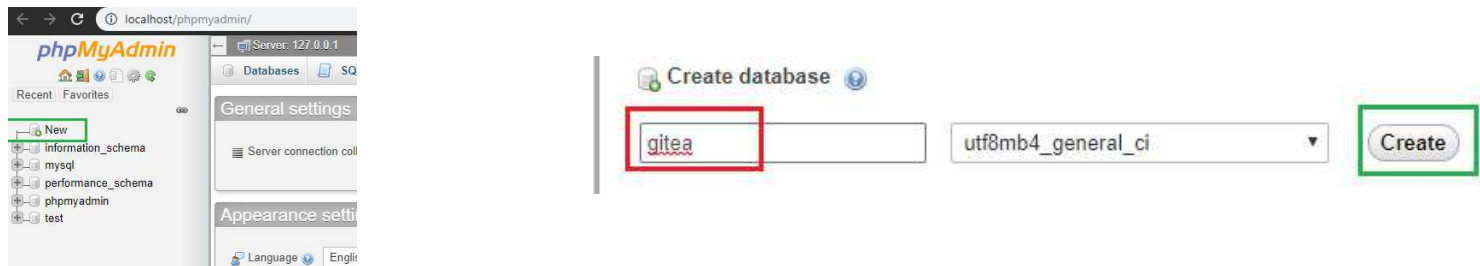 localhost/phpmyadmin/
phpMyAdmin
Recent Favorites
New
information_schema
mysql
performance_schema
phpmyadmin
test
Server: 127.0.0.1
Databases SQ
General settings
Server connection coll
Appearance setti
Language Englis
Create database
gitea utf8mb4_general_ci Create